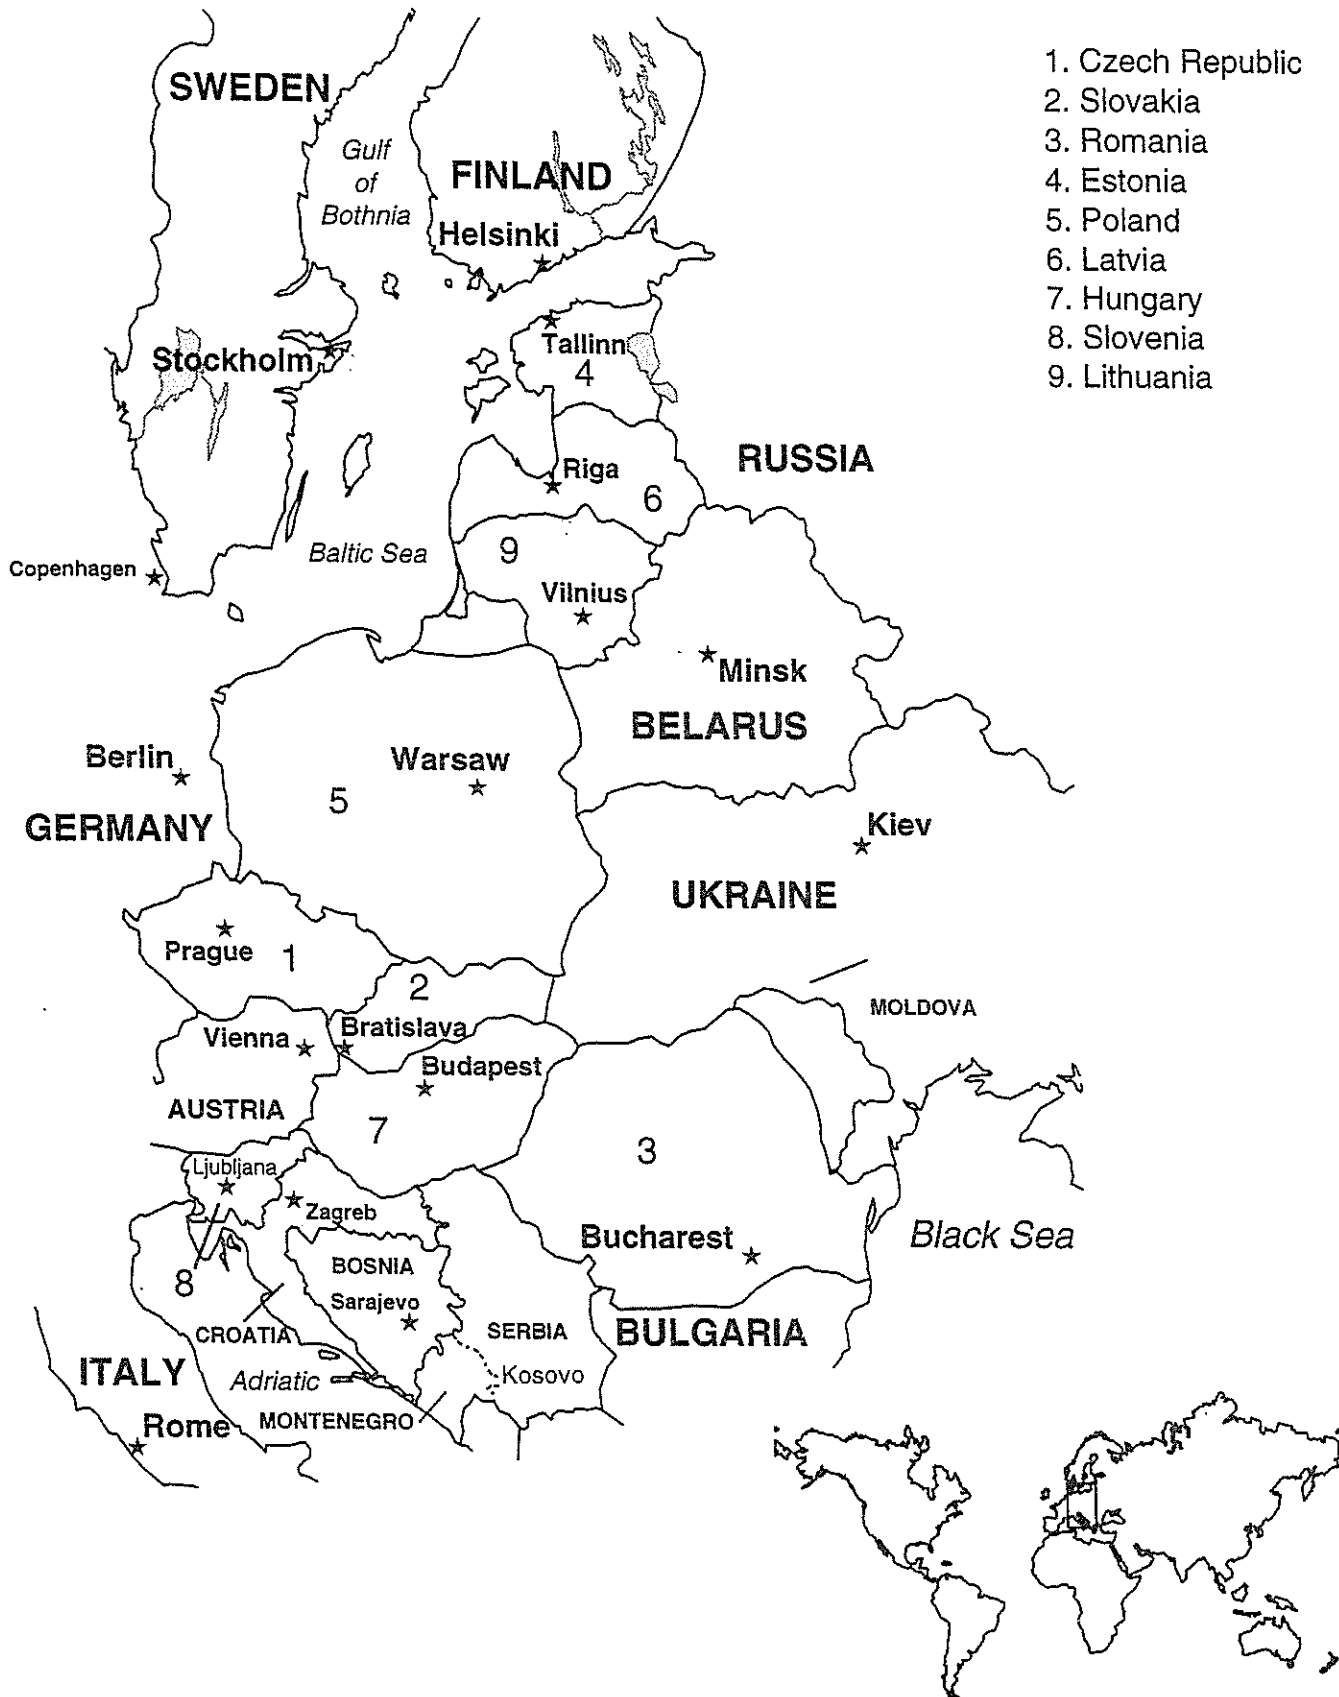 1. Czech Republic
2. Slovakia
3. Romania
4. Estonia
5. Poland
6. Latvia
7. Hungary
8. Slovenia
9. Lithuania
SWEDEN
Gulf
of
Bothnia
FINLAND
Helsinki
Stockholm
Tallinn
4
RUSSIA
Riga
6
Baltic Sea
9
Copenhagen
Vilnius
Minsk
BELARUS
Berlin
Warsaw
5
GERMANY
Kiev
UKRAINE
Prague
1
2
MOLDOVA
Vienna
Bratislava
Budapest
AUSTRIA
7
3
Ljubljana
Zagreb
Bucharest
Black Sea
8
BOSNIA
Sarajevo
CROATIA
SERBIA
BULGARIA
ITALY
Adriatic
Kosovo
MONTENEGRO
Rome